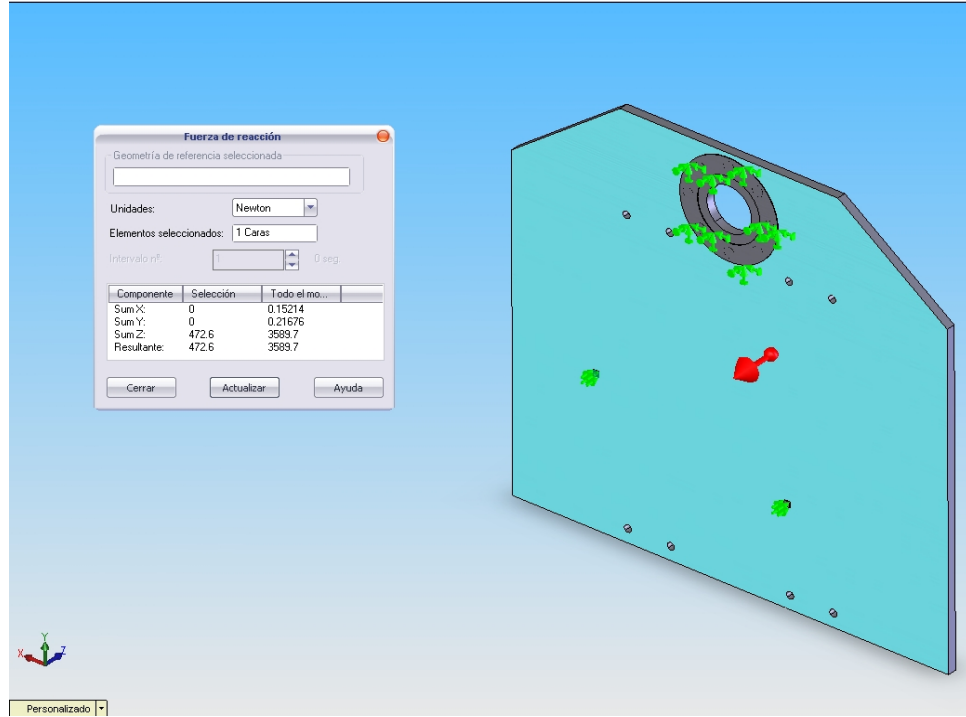 Fuerza de reacción
Geometría de referencia seleccionada
Unidades: Newton
Elementos seleccionados: 1 Caras
Intervalo nº: 1 0 seg
Componente Selección Todo el mo...
Sum X: 0 0.15214
Sum Y: 0 0.21676
Sum Z: 472.6 3589.7
Resultante: 472.6 3589.7
Cerrar Actualizar Ayuda
Y
X Z
Personalizado